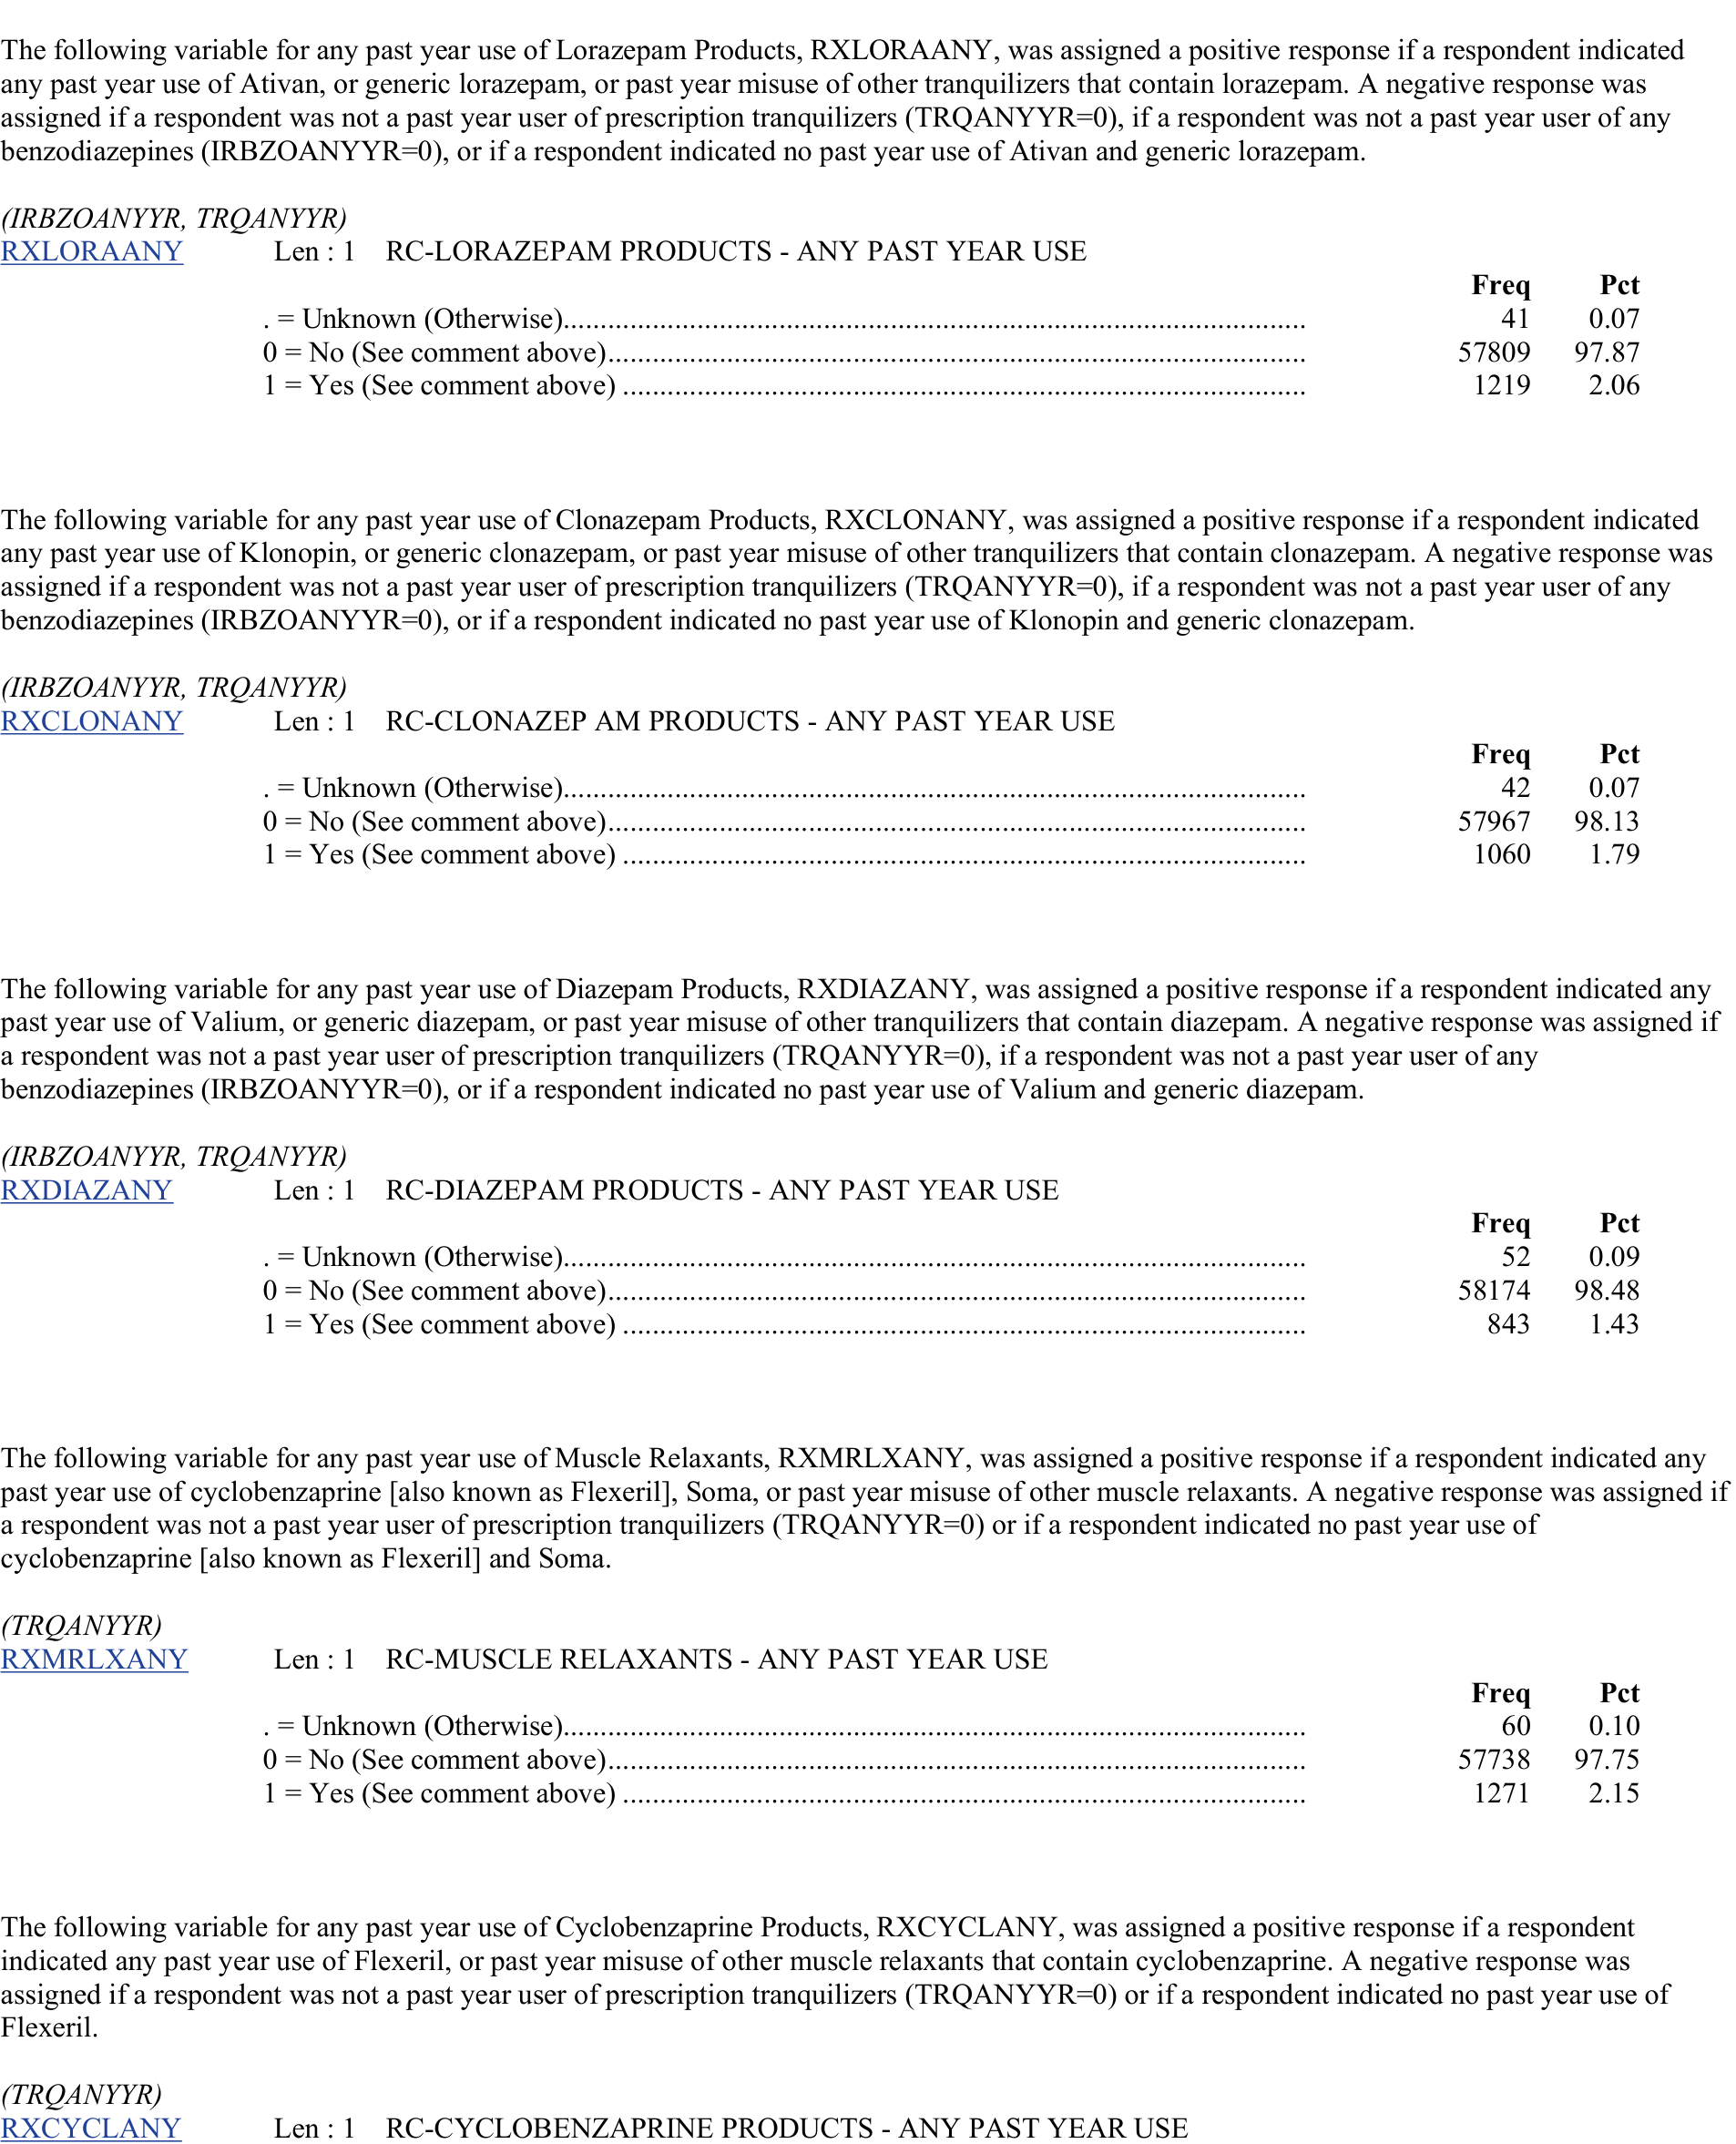 The following variable for any past year use of Lorazepam Products, RXLORAANY, was assigned a positive response if a respondent indicated
any past year use of Ativan, or generic lorazepam, or past year misuse of other tranquilizers that contain lorazepam. A negative response was
assigned if a respondent was not a past year user of prescription tranquilizers (TRQANYYR=0), if a respondent was not a past year user of any
benzodiazepines (IRBZOANYYR=0), or if a respondent indicated no past year use of Ativan and generic lorazepam.
(IRBZOANYYR, TRQANYYR)
RXLORAANY Len : 1 RC-LORAZEPAM PRODUCTS - ANY PAST YEAR USE
Freq Pct
. = Unknown (Otherwise)................................................................................................... 41 0.07
0 = No (See comment above)............................................................................................. 57809 97.87
1 = Yes (See comment above) ........................................................................................... 1219 2.06
The following variable for any past year use of Clonazepam Products, RXCLONANY, was assigned a positive response if a respondent indicated
any past year use of Klonopin, or generic clonazepam, or past year misuse of other tranquilizers that contain clonazepam. A negative response was
assigned if a respondent was not a past year user of prescription tranquilizers (TRQANYYR=0), if a respondent was not a past year user of any
benzodiazepines (IRBZOANYYR=0), or if a respondent indicated no past year use of Klonopin and generic clonazepam.
(IRBZOANYYR, TRQANYYR)
RXCLONANY Len : 1 RC-CLONAZEP AM PRODUCTS - ANY PAST YEAR USE
Freq Pct
. = Unknown (Otherwise)................................................................................................... 42 0.07
0 = No (See comment above)............................................................................................. 57967 98.13
1 = Yes (See comment above) ........................................................................................... 1060 1.79
The following variable for any past year use of Diazepam Products, RXDIAZANY, was assigned a positive response if a respondent indicated any
past year use of Valium, or generic diazepam, or past year misuse of other tranquilizers that contain diazepam. A negative response was assigned if
a respondent was not a past year user of prescription tranquilizers (TRQANYYR=0), if a respondent was not a past year user of any
benzodiazepines (IRBZOANYYR=0), or if a respondent indicated no past year use of Valium and generic diazepam.
(IRBZOANYYR, TRQANYYR)
RXDIAZANY Len : 1 RC-DIAZEPAM PRODUCTS - ANY PAST YEAR USE
Freq Pct
. = Unknown (Otherwise)................................................................................................... 52 0.09
0 = No (See comment above)............................................................................................. 58174 98.48
1 = Yes (See comment above) ........................................................................................... 843 1.43
The following variable for any past year use of Muscle Relaxants, RXMRLXANY, was assigned a positive response if a respondent indicated any
past year use of cyclobenzaprine [also known as Flexeril], Soma, or past year misuse of other muscle relaxants. A negative response was assigned if
a respondent was not a past year user of prescription tranquilizers (TRQANYYR=0) or if a respondent indicated no past year use of
cyclobenzaprine [also known as Flexeril] and Soma.
(TRQANYYR)
RXMRLXANY Len : 1 RC-MUSCLE RELAXANTS - ANY PAST YEAR USE
Freq Pct
. = Unknown (Otherwise)................................................................................................... 60 0.10
0 = No (See comment above)............................................................................................. 57738 97.75
1 = Yes (See comment above) ........................................................................................... 1271 2.15
The following variable for any past year use of Cyclobenzaprine Products, RXCYCLANY, was assigned a positive response if a respondent
indicated any past year use of Flexeril, or past year misuse of other muscle relaxants that contain cyclobenzaprine. A negative response was
assigned if a respondent was not a past year user of prescription tranquilizers (TRQANYYR=0) or if a respondent indicated no past year use of
Flexeril.
(TRQANYYR)
RXCYCLANY Len : 1 RC-CYCLOBENZAPRINE PRODUCTS - ANY PAST YEAR USE